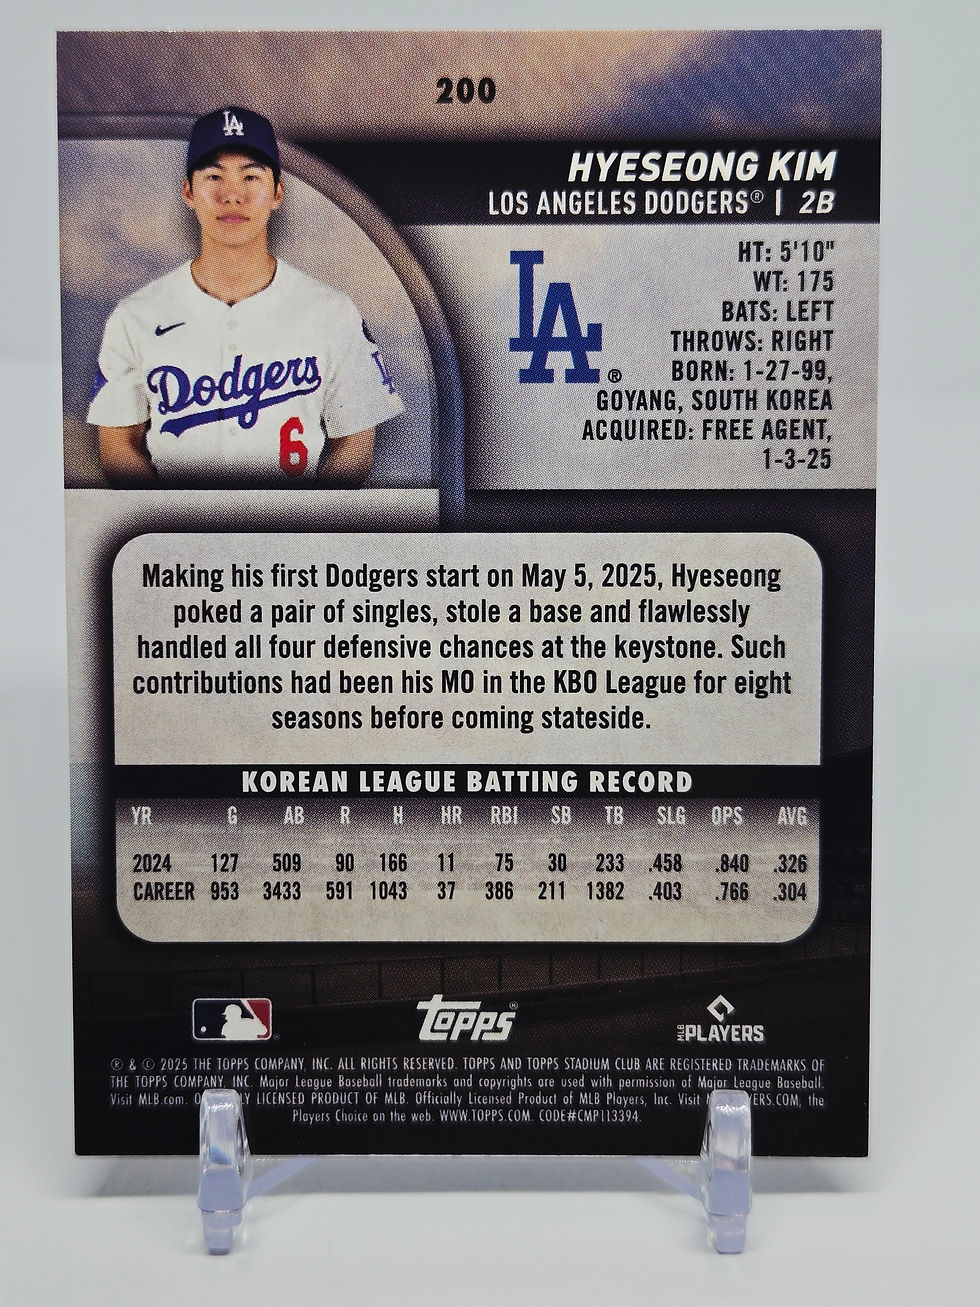 200
LA
HYESEONG KIM
LOS ANGELES DODGERS® | 2B
LA®
HT: 5'10"
WT: 175
BATS: LEFT
THROWS: RIGHT
BORN: 1-27-99,
GOYANG, SOUTH KOREA
ACQUIRED: FREE AGENT,
1-3-25
Dodgers
6
LA
Making his first Dodgers start on May 5, 2025, Hyeseong
poked a pair of singles, stole a base and flawlessly
handled all four defensive chances at the keystone. Such
contributions had been his MO in the KBO League for eight
seasons before coming stateside.
KOREAN LEAGUE BATTING RECORD
YR G AB R H HR RBI SB TB SLG OPS AVG
2024 127 509 90 166 11 75 30 233 .458 .840 .326
CAREER 953 3433 591 1043 37 386 211 1382 .403 .766 .304
Topps®
MLB PLAYERS
® & © 2025 THE TOPPS COMPANY, INC. ALL RIGHTS RESERVED. TOPPS AND TOPPS STADIUM CLUB ARE REGISTERED TRADEMARKS OF
THE TOPPS COMPANY, INC. Major League Baseball trademarks and copyrights are used with permission of Major League Baseball.
Visit MLB.com. LICENSED PRODUCT OF MLB. Officially Licensed Product of MLB Players, Inc. Visit the
Players Choice on the web. WWW.TOPPS.COM. CODE#CMP113394.